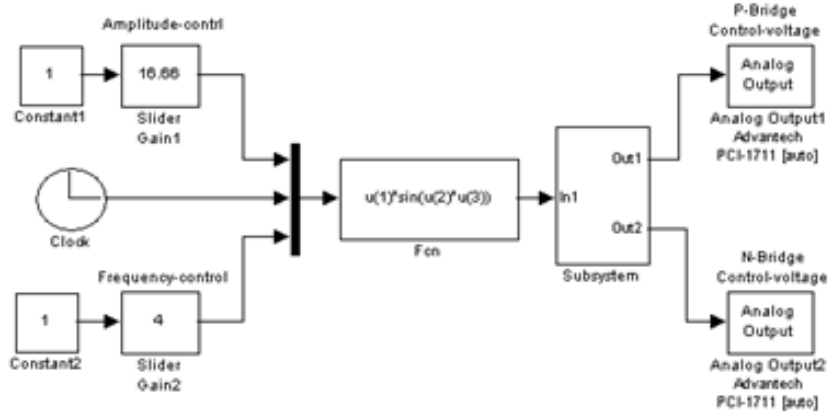 Amplitude-contrl
1
Constant1
16.66
Slider
Gain1
Clock
Frequency-control
1
Constant2
4
Slider
Gain2
u(1)*sin(u(2)*u(3))
Fcn
In1
Out1
Out2
Subsystem
P-Bridge
Control-voltage
Analog
Output
Analog Output1
Advantech
PCI-1711 [auto]
N-Bridge
Control-voltage
Analog
Output
Analog Output2
Advantech
PCI-1711 [auto]